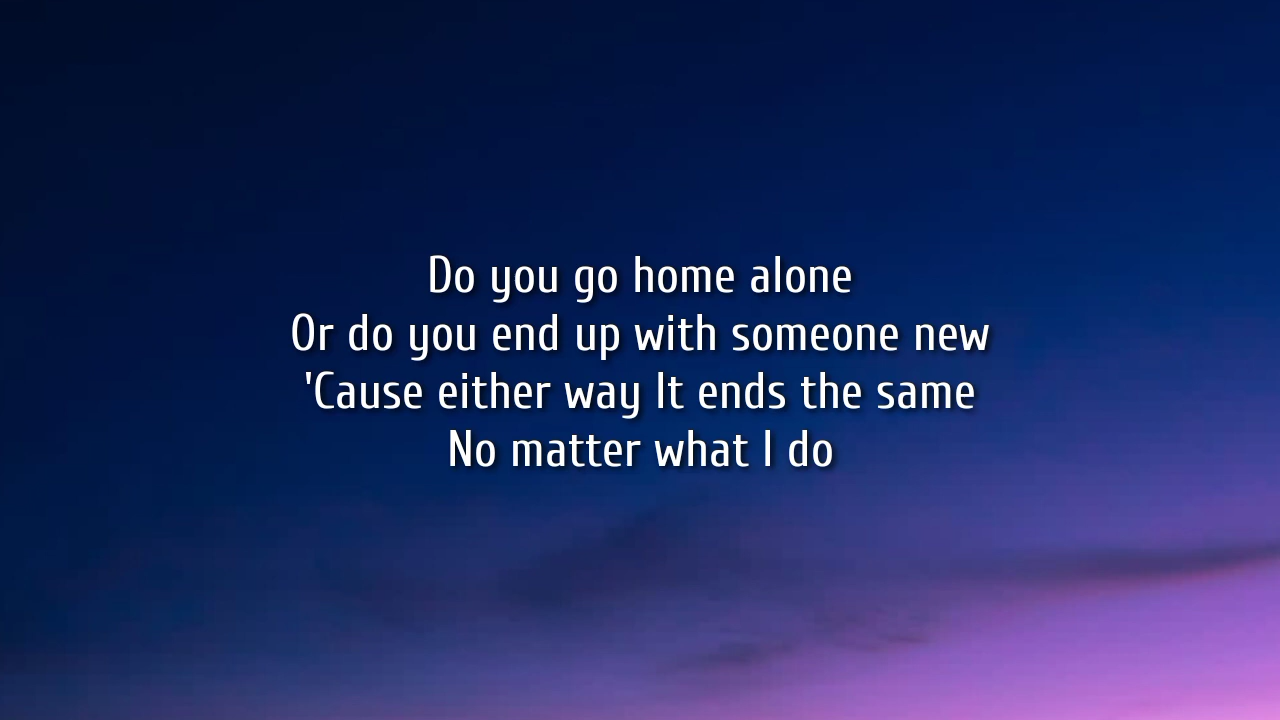 Do you go home alone
Or do you end up with someone new
'Cause either way It ends the same
No matter what I do